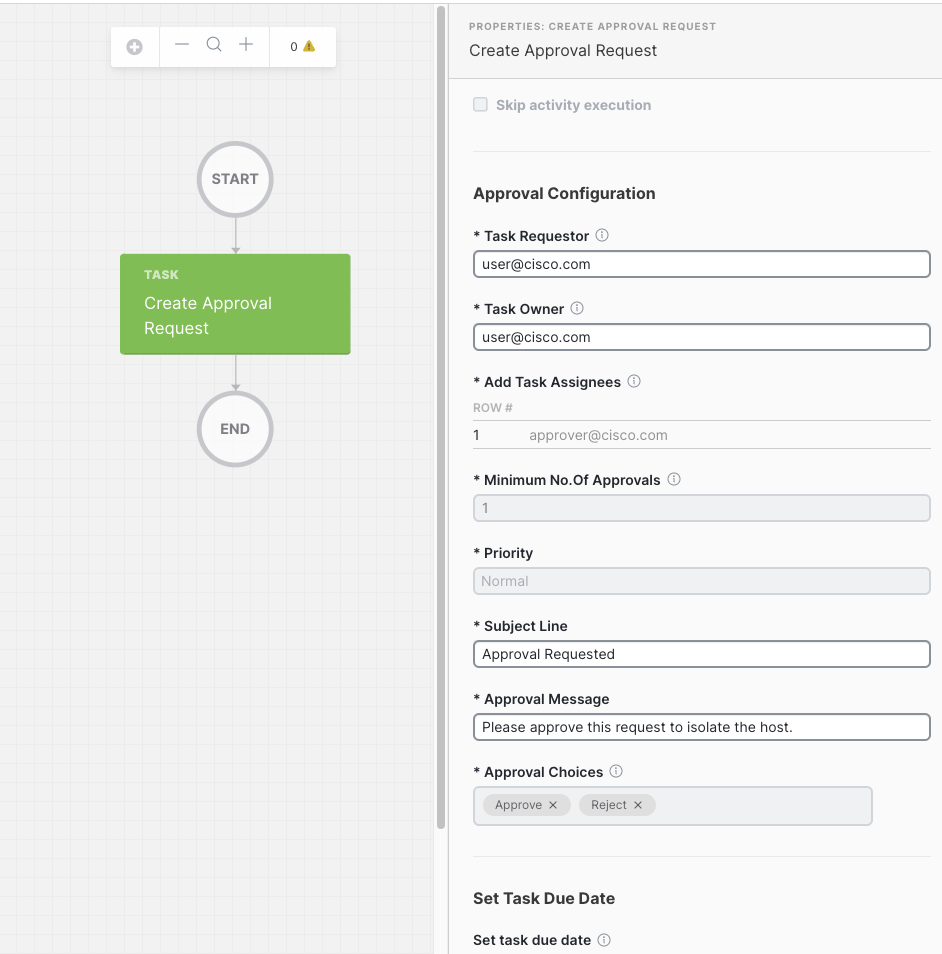 0
START
TASK
Create Approval
Request
END
PROPERTIES: CREATE APPROVAL REQUEST
Create Approval Request
Skip activity execution
Approval Configuration
* Task Requestor
user@cisco.com
* Task Owner
user@cisco.com
* Add Task Assignees
ROW #
1 approver@cisco.com
* Minimum No.Of Approvals
1
* Priority
Normal
* Subject Line
Approval Requested
* Approval Message
Please approve this request to isolate the host.
* Approval Choices
Approve Reject
Set Task Due Date
Set task due date